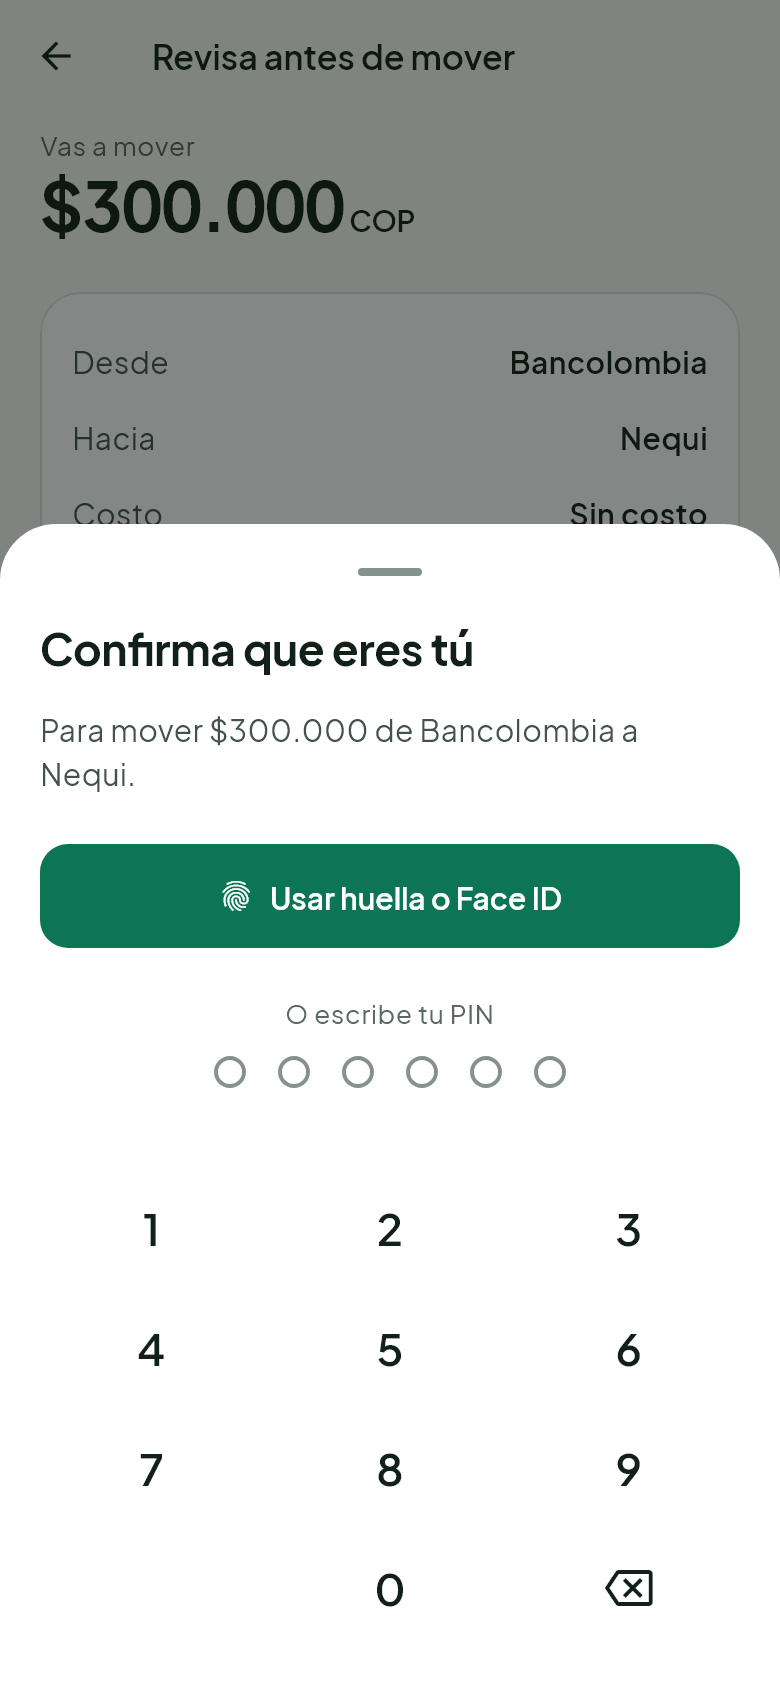 Revisa antes de mover
Vas a mover
$300.000 COP
Desde Bancolombia
Hacia Nequi
Costo Sin costo
Confirma que eres tú
Para mover $300.000 de Bancolombia a
Nequi.
Usar huella o Face ID
O escribe tu PIN
1 2 3
4 5 6
7 8 9
0